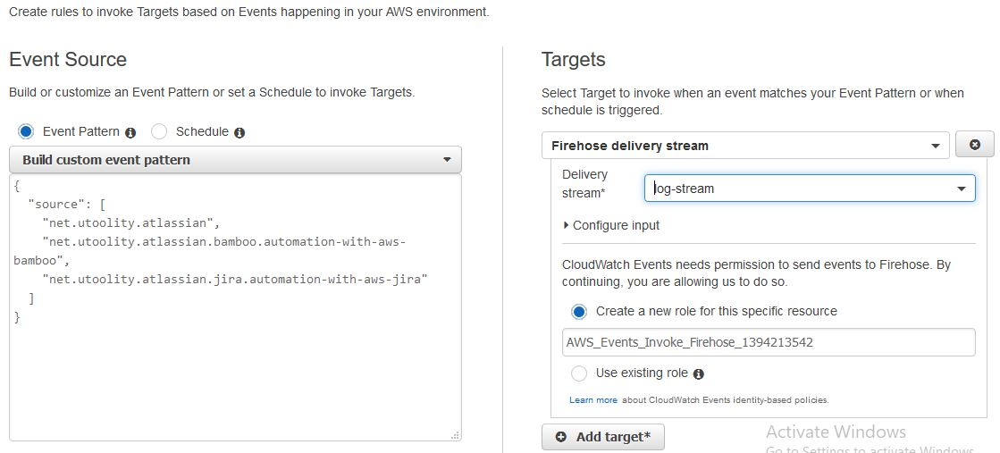 Create rules to invoke Targets based on Events happening in your AWS environment.
Event Source
Build or customize an Event Pattern or set a Schedule to invoke Targets.
Event Pattern
Schedule
Build custom event pattern
{
"source": [
"net.utoolity.atlassian",
"net.utoolity.atlassian.bamboo.automation-with-aws-
bamboo",
"net.utoolity.atlassian.jira.automation-with-aws-jira"
]
}
Targets
Select Target to invoke when an event matches your Event Pattern or when
schedule is triggered.
Firehose delivery stream
Delivery
stream*
log-stream
Configure input
CloudWatch Events needs permission to send events to Firehose. By
continuing, you are allowing us to do so.
Create a new role for this specific resource
AWS_Events_Invoke_Firehose_1394213542
Use existing role
Learn more about CloudWatch Events identity-based policies.
Add target*
Activate Windows
Go to Settings to activate Windows